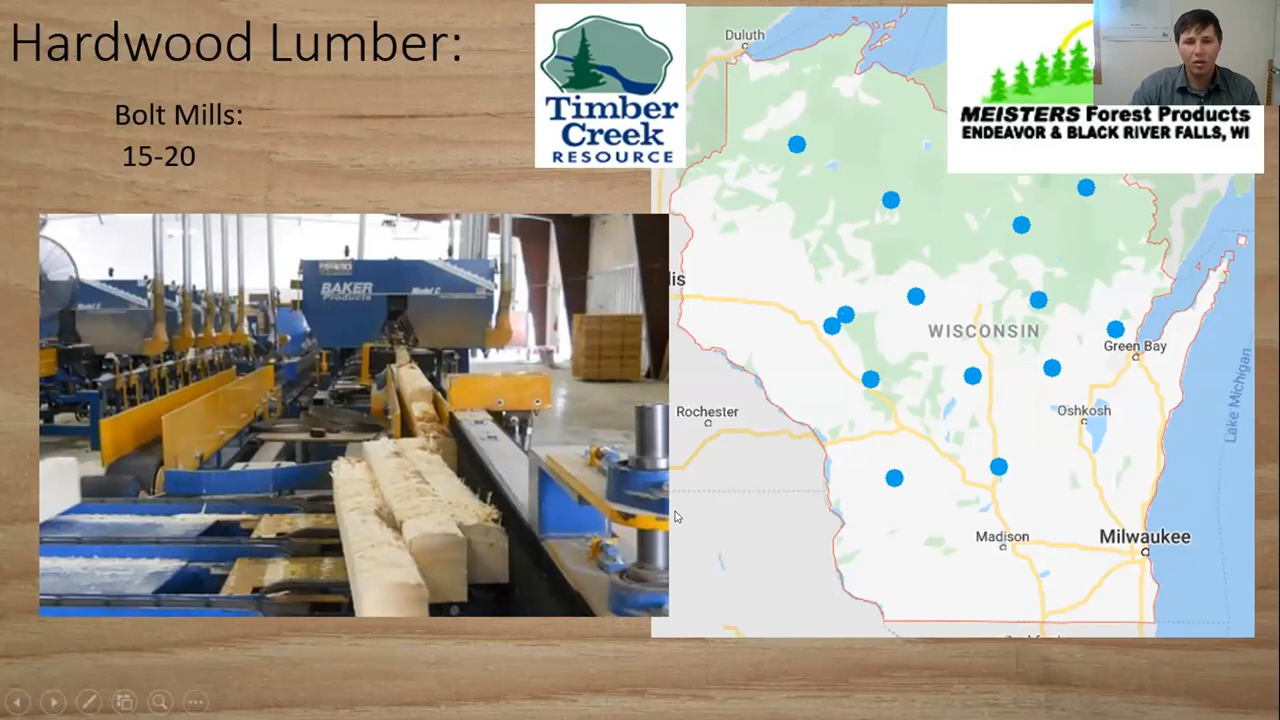 Hardwood Lumber:
Bolt Mills:
15-20
Timber
Creek
RESOURCE
MEISTERS Forest Products
ENDEAVOR & BLACK RIVER FALLS, WI
BAKER
Products
Model C
Duluth
lis
WISCONSIN
Green Bay
Rochester
Oshkosh
Lake Michigan
Madison
Milwaukee